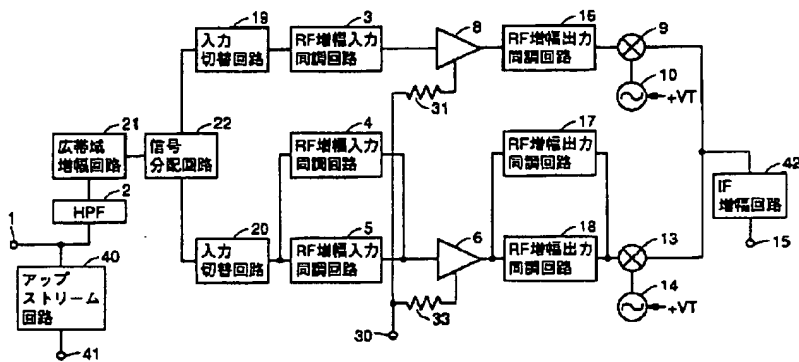 19
入力
切替回路
3
RF増幅入力
同調回路
8
16
RF増幅出力
同調回路
9
10
+VT
31
21
広帯域
増幅回路
22
信号
分配回路
4
RF増幅入力
同調回路
17
RF増幅出力
同調回路
42
IF
増幅回路
15
2
HPF
1
20
入力
切替回路
5
RF増幅入力
同調回路
6
18
RF増幅出力
同調回路
13
14
+VT
33
30
40
アップ
ストリーム
回路
41